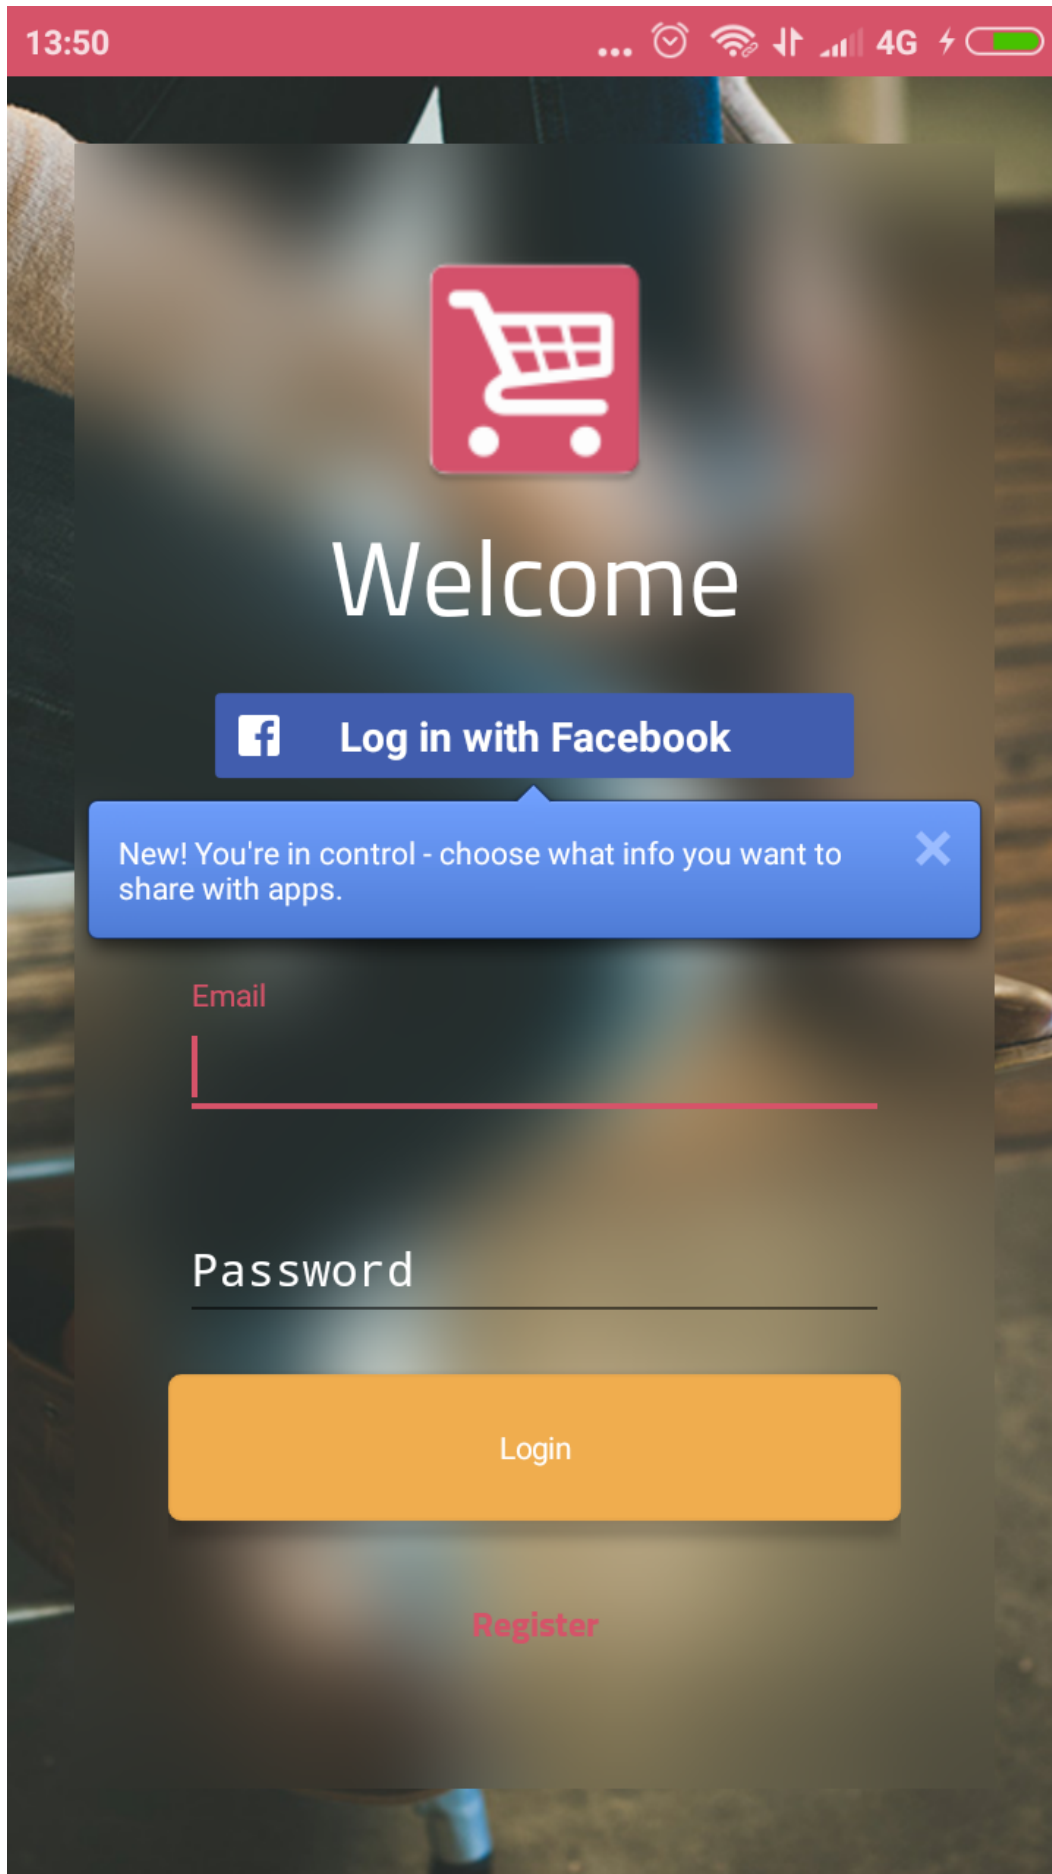 13:50
... 4G
Welcome
Log in with Facebook
New! You're in control - choose what info you want to
share with apps.
Email
Password
Login
Register